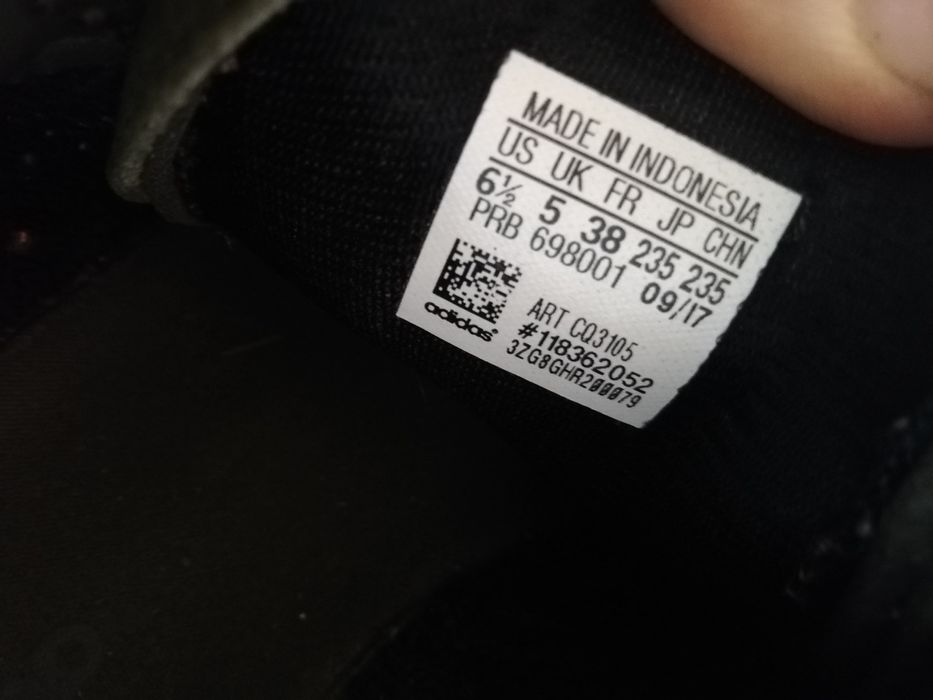 MADE IN INDONESIA
US UK FR JP CHN
6½ 5 38 235 235
PRB 698001 09/17
ART CQ3105
#118362052
3ZG8GHR200079
adidas